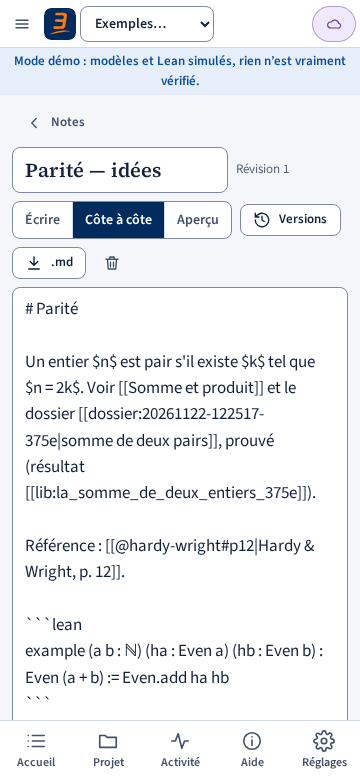 Exemples…
Mode démo : modèles et Lean simulés, rien n’est vraiment
vérifié.
Notes
Parité — idées
Révision 1
Écrire
Côte à côte
Aperçu
Versions
.md
# Parité
Un entier $n$ est pair s'il existe $k$ tel que
$n = 2k$. Voir [[Somme et produit]] et le
dossier [[dossier:20261122-122517-
375e|somme de deux pairs]], prouvé
(résultat
[[lib:la_somme_de_deux_entiers_375e]]).
Référence : [[@hardy-wright#p12|Hardy &
Wright, p. 12]].
```lean
example (a b : ℕ) (ha : Even a) (hb : Even b) :
Even (a + b) := Even.add ha hb
```
Accueil
Projet
Activité
Aide
Réglages